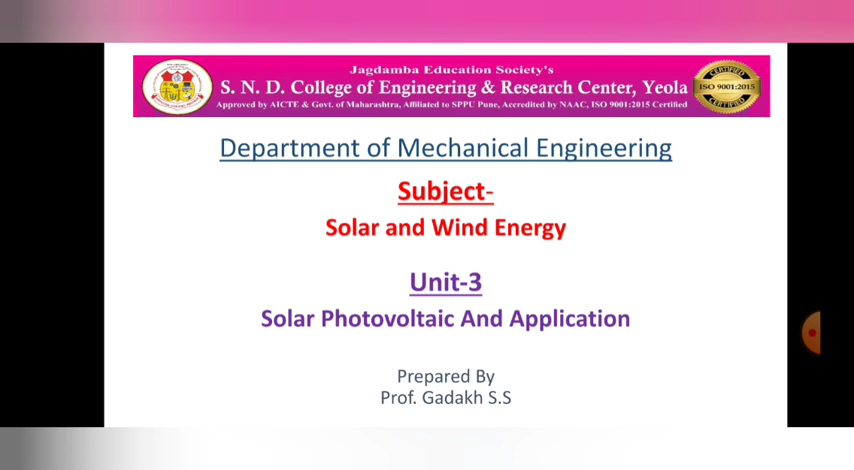 Jagdamba Education Society's
S. N. D. College of Engineering & Research Center, Yeola
Approved by AICTE & Govt. of Maharashtra, Affiliated to SPPU Pune, Accredited by NAAC, ISO 9001:2015 Certified
CERTIFIED
ISO 9001:2015
CERTIFIED
Department of Mechanical Engineering
Subject-
Solar and Wind Energy
Unit-3
Solar Photovoltaic And Application
Prepared By
Prof. Gadakh S.S